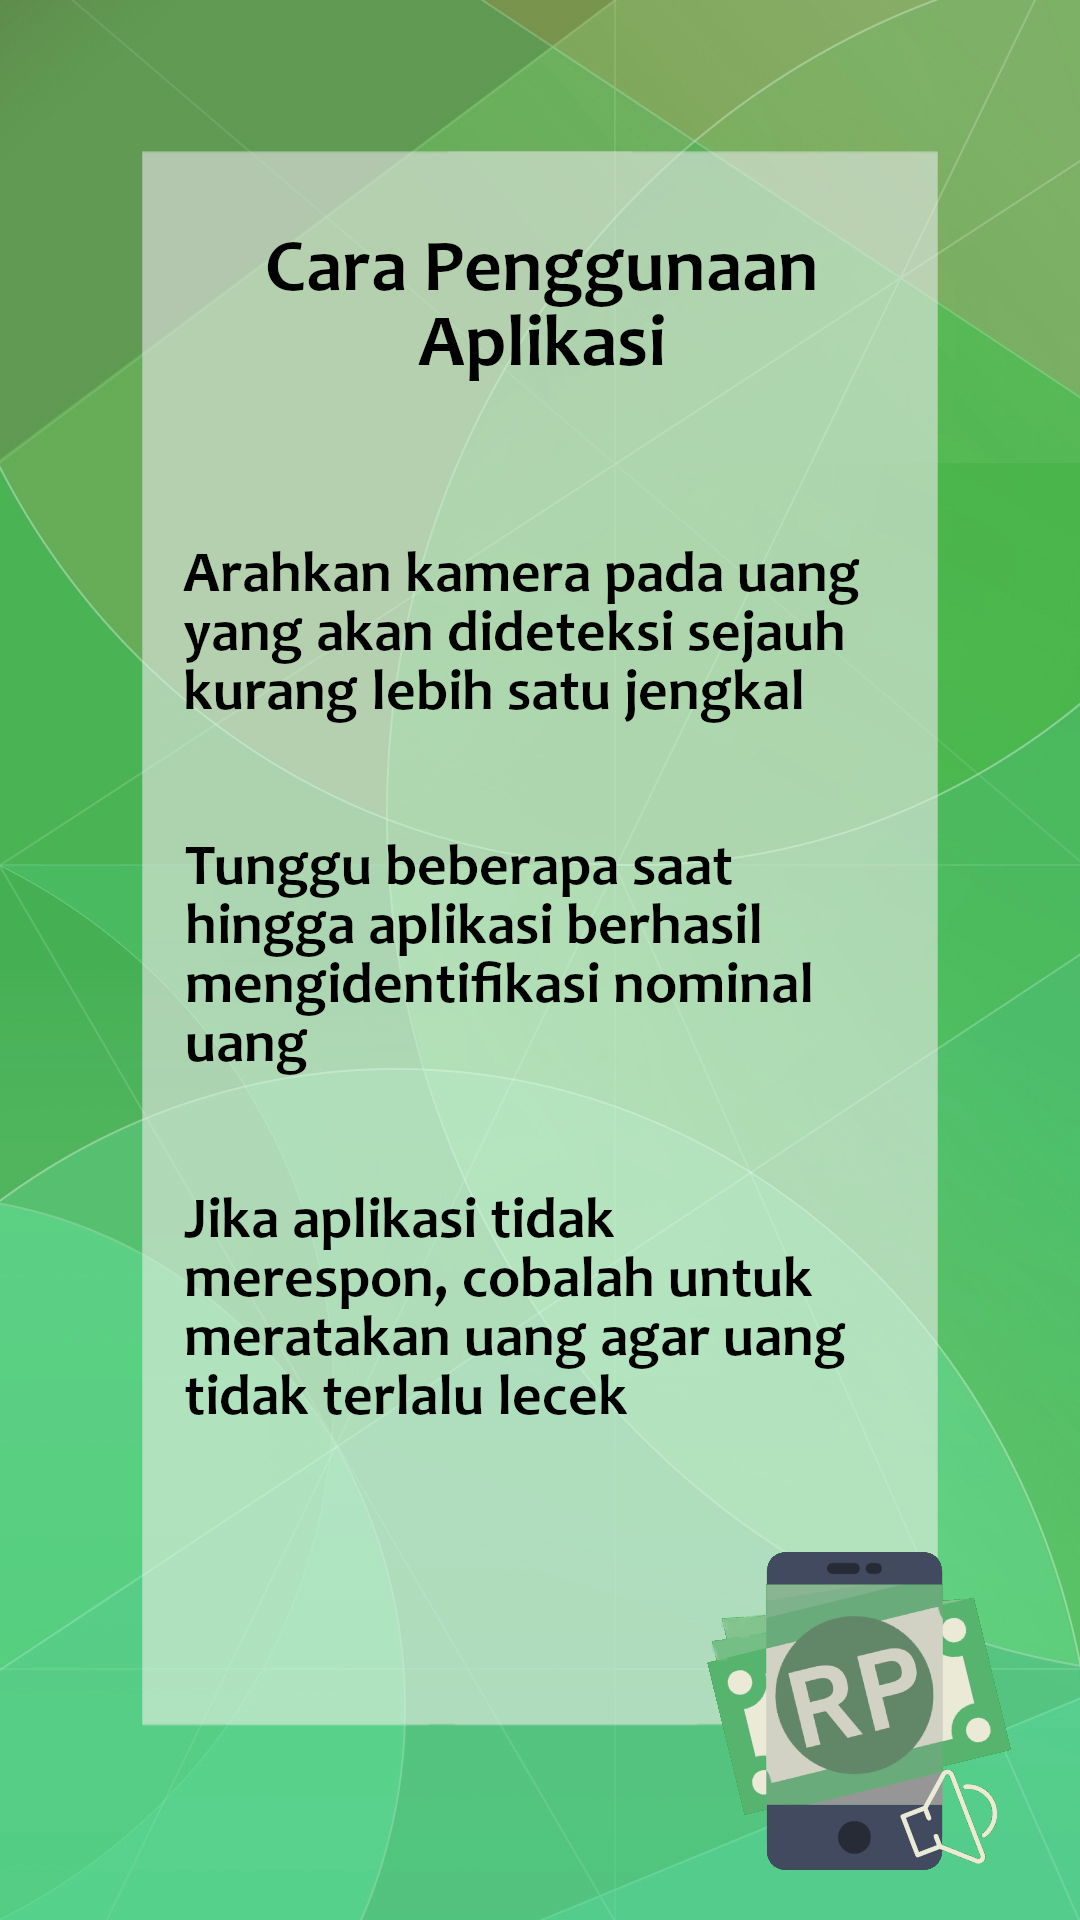 Cara Penggunaan
Aplikasi
Arahkan kamera pada uang
yang akan dideteksi sejauh
kurang lebih satu jengkal
Tunggu beberapa saat
hingga aplikasi berhasil
mengidentifikasi nominal
uang
Jika aplikasi tidak
merespon, cobalah untuk
meratakan uang agar uang
tidak terlalu lecek
RP